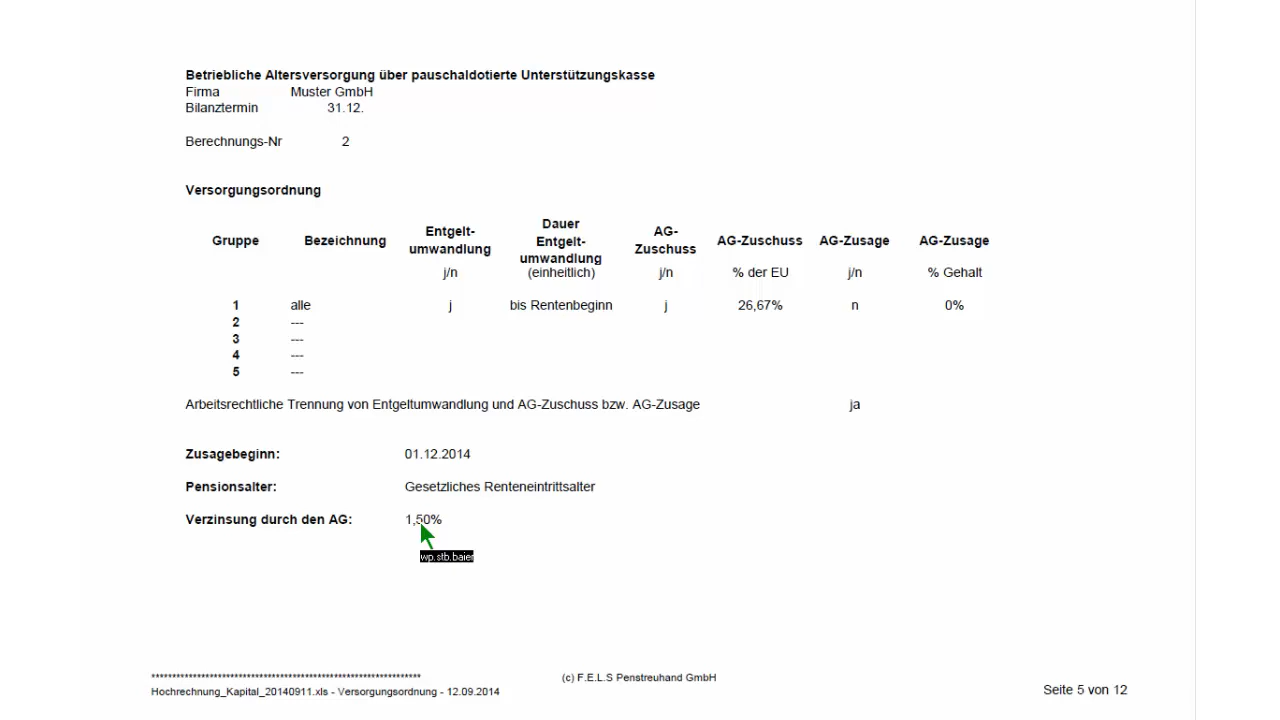 Betriebliche Altersversorgung über pauschaldotierte Unterstützungskasse
Firma Muster GmbH
Bilanztermin 31.12.
Berechnungs-Nr 2
Versorgungsordnung
Gruppe Bezeichnung Entgelt-umwandlung Dauer Entgelt-umwandlung AG-Zuschuss AG-Zuschuss AG-Zusage AG-Zusage
j/n (einheitlich) j/n % der EU j/n % Gehalt
1 alle j bis Rentenbeginn j 26,67% n 0%
2 ---
3 ---
4 ---
5 ---
Arbeitsrechtliche Trennung von Entgeltumwandlung und AG-Zuschuss bzw. AG-Zusage ja
Zusagebeginn: 01.12.2014
Pensionsalter: Gesetzliches Renteneintrittsalter
Verzinsung durch den AG: 1,50%
wp.stb.baier
****************************************************************** (c) F.E.L.S Penstreuhand GmbH
Hochrechnung_Kapital_20140911.xls - Versorgungsordnung - 12.09.2014 Seite 5 von 12